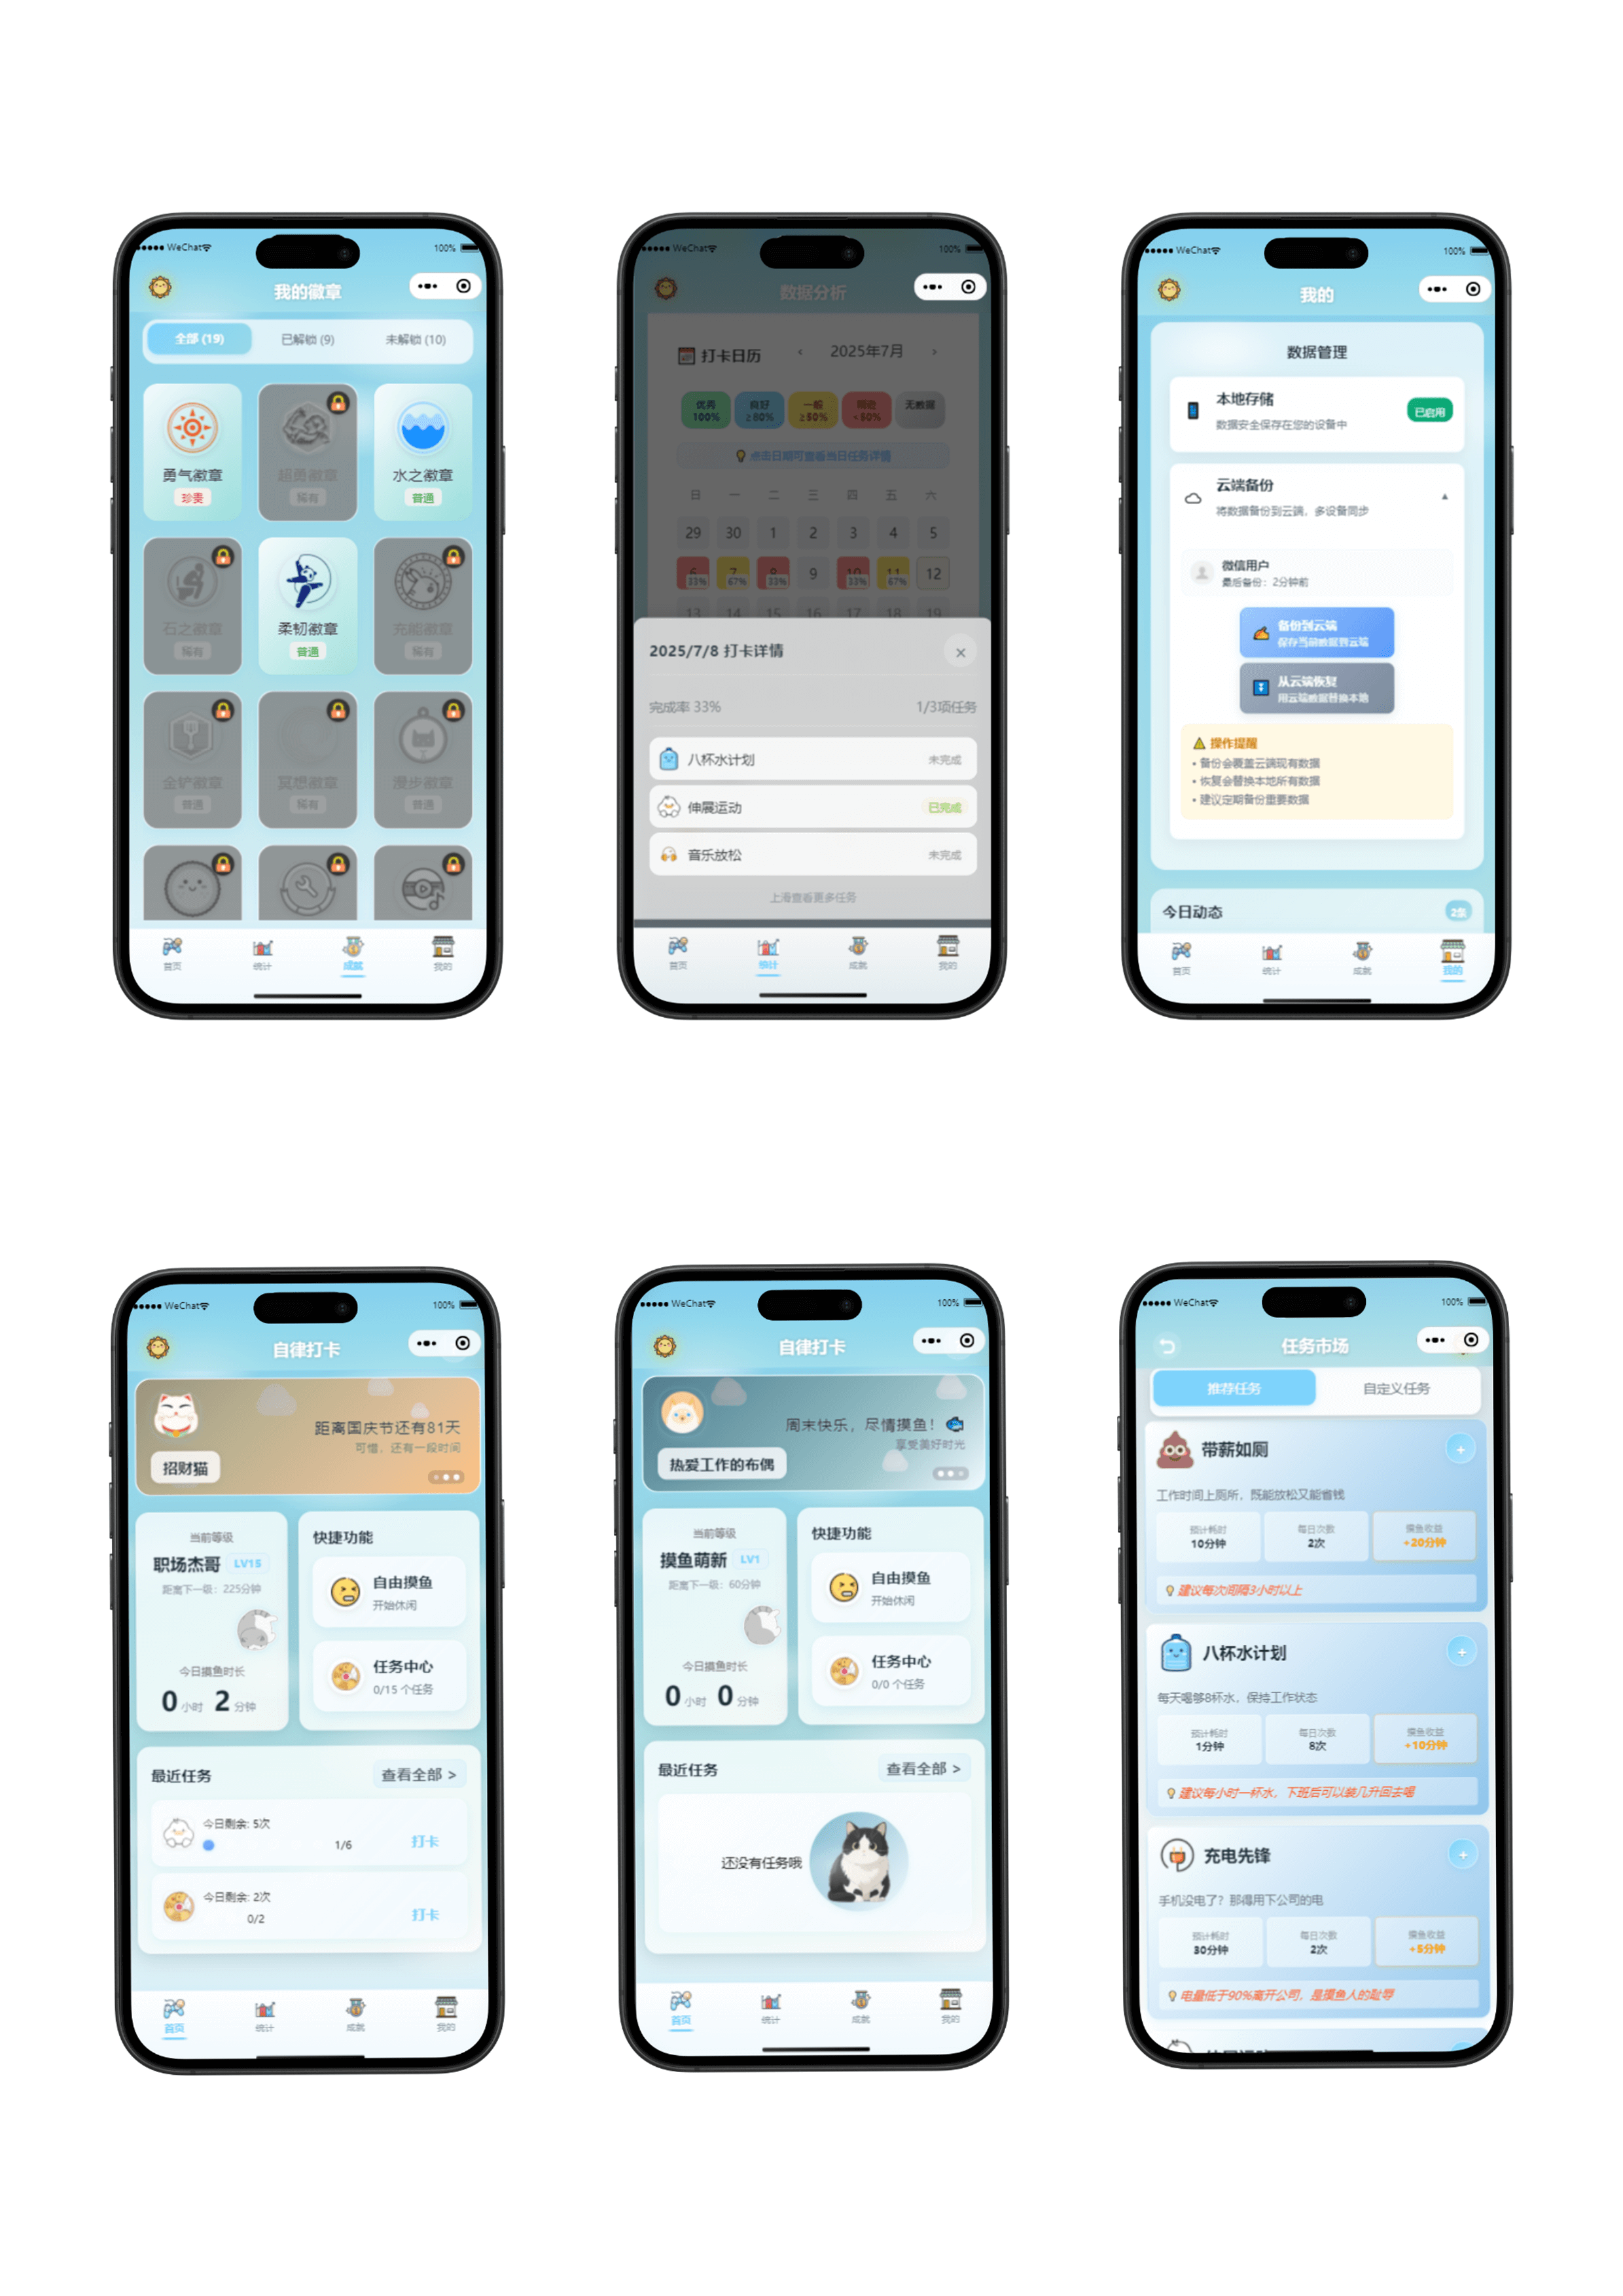 WeChat
100%
我的徽章
全部 (19)
已解锁 (9)
未解锁 (10)
勇气徽章
珍贵
超勇徽章
稀有
水之徽章
普通
石之徽章
稀有
柔韧徽章
普通
充能徽章
稀有
金铲徽章
普通
冥想徽章
稀有
漫步徽章
普通
首页
统计
成就
我的
WeChat
100%
数据分析
打卡日历
‹ 2025年7月 ›
优秀
100%
良好
≥80%
一般
≥50%
<50%
无数据
点击日期可查看当日任务详情
日 一 二 三 四 五 六
29 30 1 2 3 4 5
6 7 8 9 10 11 12
33% 67% 33% 33% 67%
13 14 15 16 17 18 19
2025/7/8 打卡详情
×
完成率 33%
1/3项任务
八杯水计划
未完成
伸展运动
已完成
音乐放松
未完成
上滑查看更多任务
首页
统计
成就
我的
WeChat
100%
我的
数据管理
本地存储
数据安全保存在您的设备中
已启用
云端备份
将数据备份到云端，多设备同步
微信用户
最后备份：2分钟前
备份到云端
保存当前数据到云端
从云端恢复
用云端数据替换本地
操作提醒
• 备份会覆盖云端现有数据
• 恢复会替换本地所有数据
• 建议定期备份重要数据
今日动态
2条
首页
统计
成就
我的
WeChat
100%
自律打卡
距离国庆节还有81天
可惜，还有一段时间
招财猫
当前等级
职场杰哥 LV15
距离下一级：225分钟
今日摸鱼时长
0 小时 2 分钟
快捷功能
自由摸鱼
开始休闲
任务中心
0/15 个任务
最近任务
查看全部 >
今日剩余: 5次
1/6
打卡
今日剩余: 2次
0/2
打卡
首页
统计
成就
我的
WeChat
100%
自律打卡
周末快乐，尽情摸鱼！
享受美好时光
热爱工作的布偶
当前等级
摸鱼萌新 LV1
距离下一级：60分钟
今日摸鱼时长
0 小时 0 分钟
快捷功能
自由摸鱼
开始休闲
任务中心
0/0 个任务
最近任务
查看全部 >
还没有任务哦
首页
统计
成就
我的
WeChat
100%
任务市场
推荐任务
自定义任务
带薪如厕
+
工作时间上厕所，既能放松又能省钱
预计耗时
10分钟
每日次数
2次
摸鱼收益
+20分钟
建议每次间隔3小时以上
八杯水计划
+
每天喝够8杯水，保持工作状态
预计耗时
1分钟
每日次数
8次
摸鱼收益
+10分钟
建议每小时一杯水，下班后可以装几升回去喝
充电先锋
+
手机没电了？那得用下公司的电
预计耗时
30分钟
每日次数
2次
摸鱼收益
+5分钟
电量低于90%离开公司，是摸鱼人的耻辱